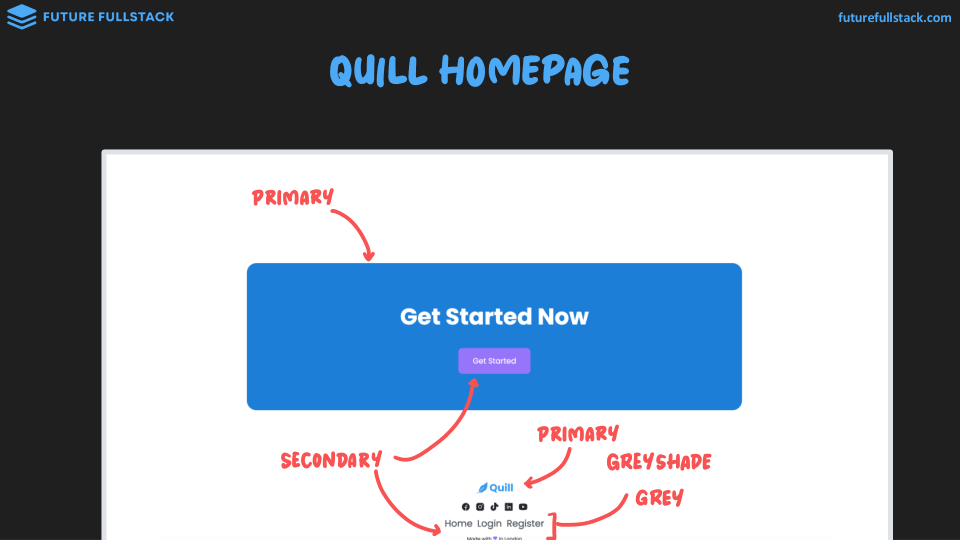 FUTURE FULLSTACK
futurefullstack.com
QUILL HOMEPAGE
PRIMARY
Get Started Now
Get Started
PRIMARY
SECONDARY
GREYSHADE
Quill
GREY
Home Login Register
Made with 💜 in London